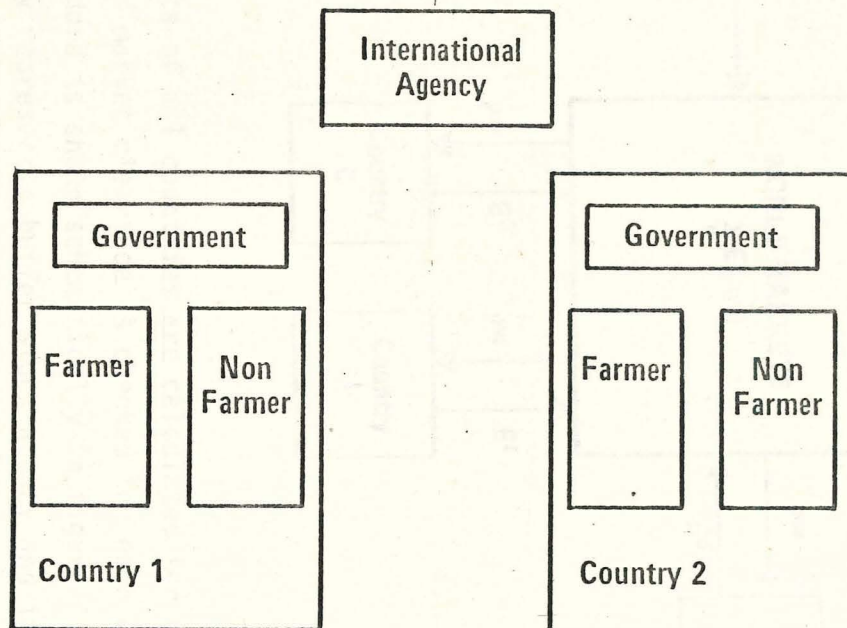 International
Agency
Government
Farmer
Non
Farmer
Country 1
Government
Farmer
Non
Farmer
Country 2